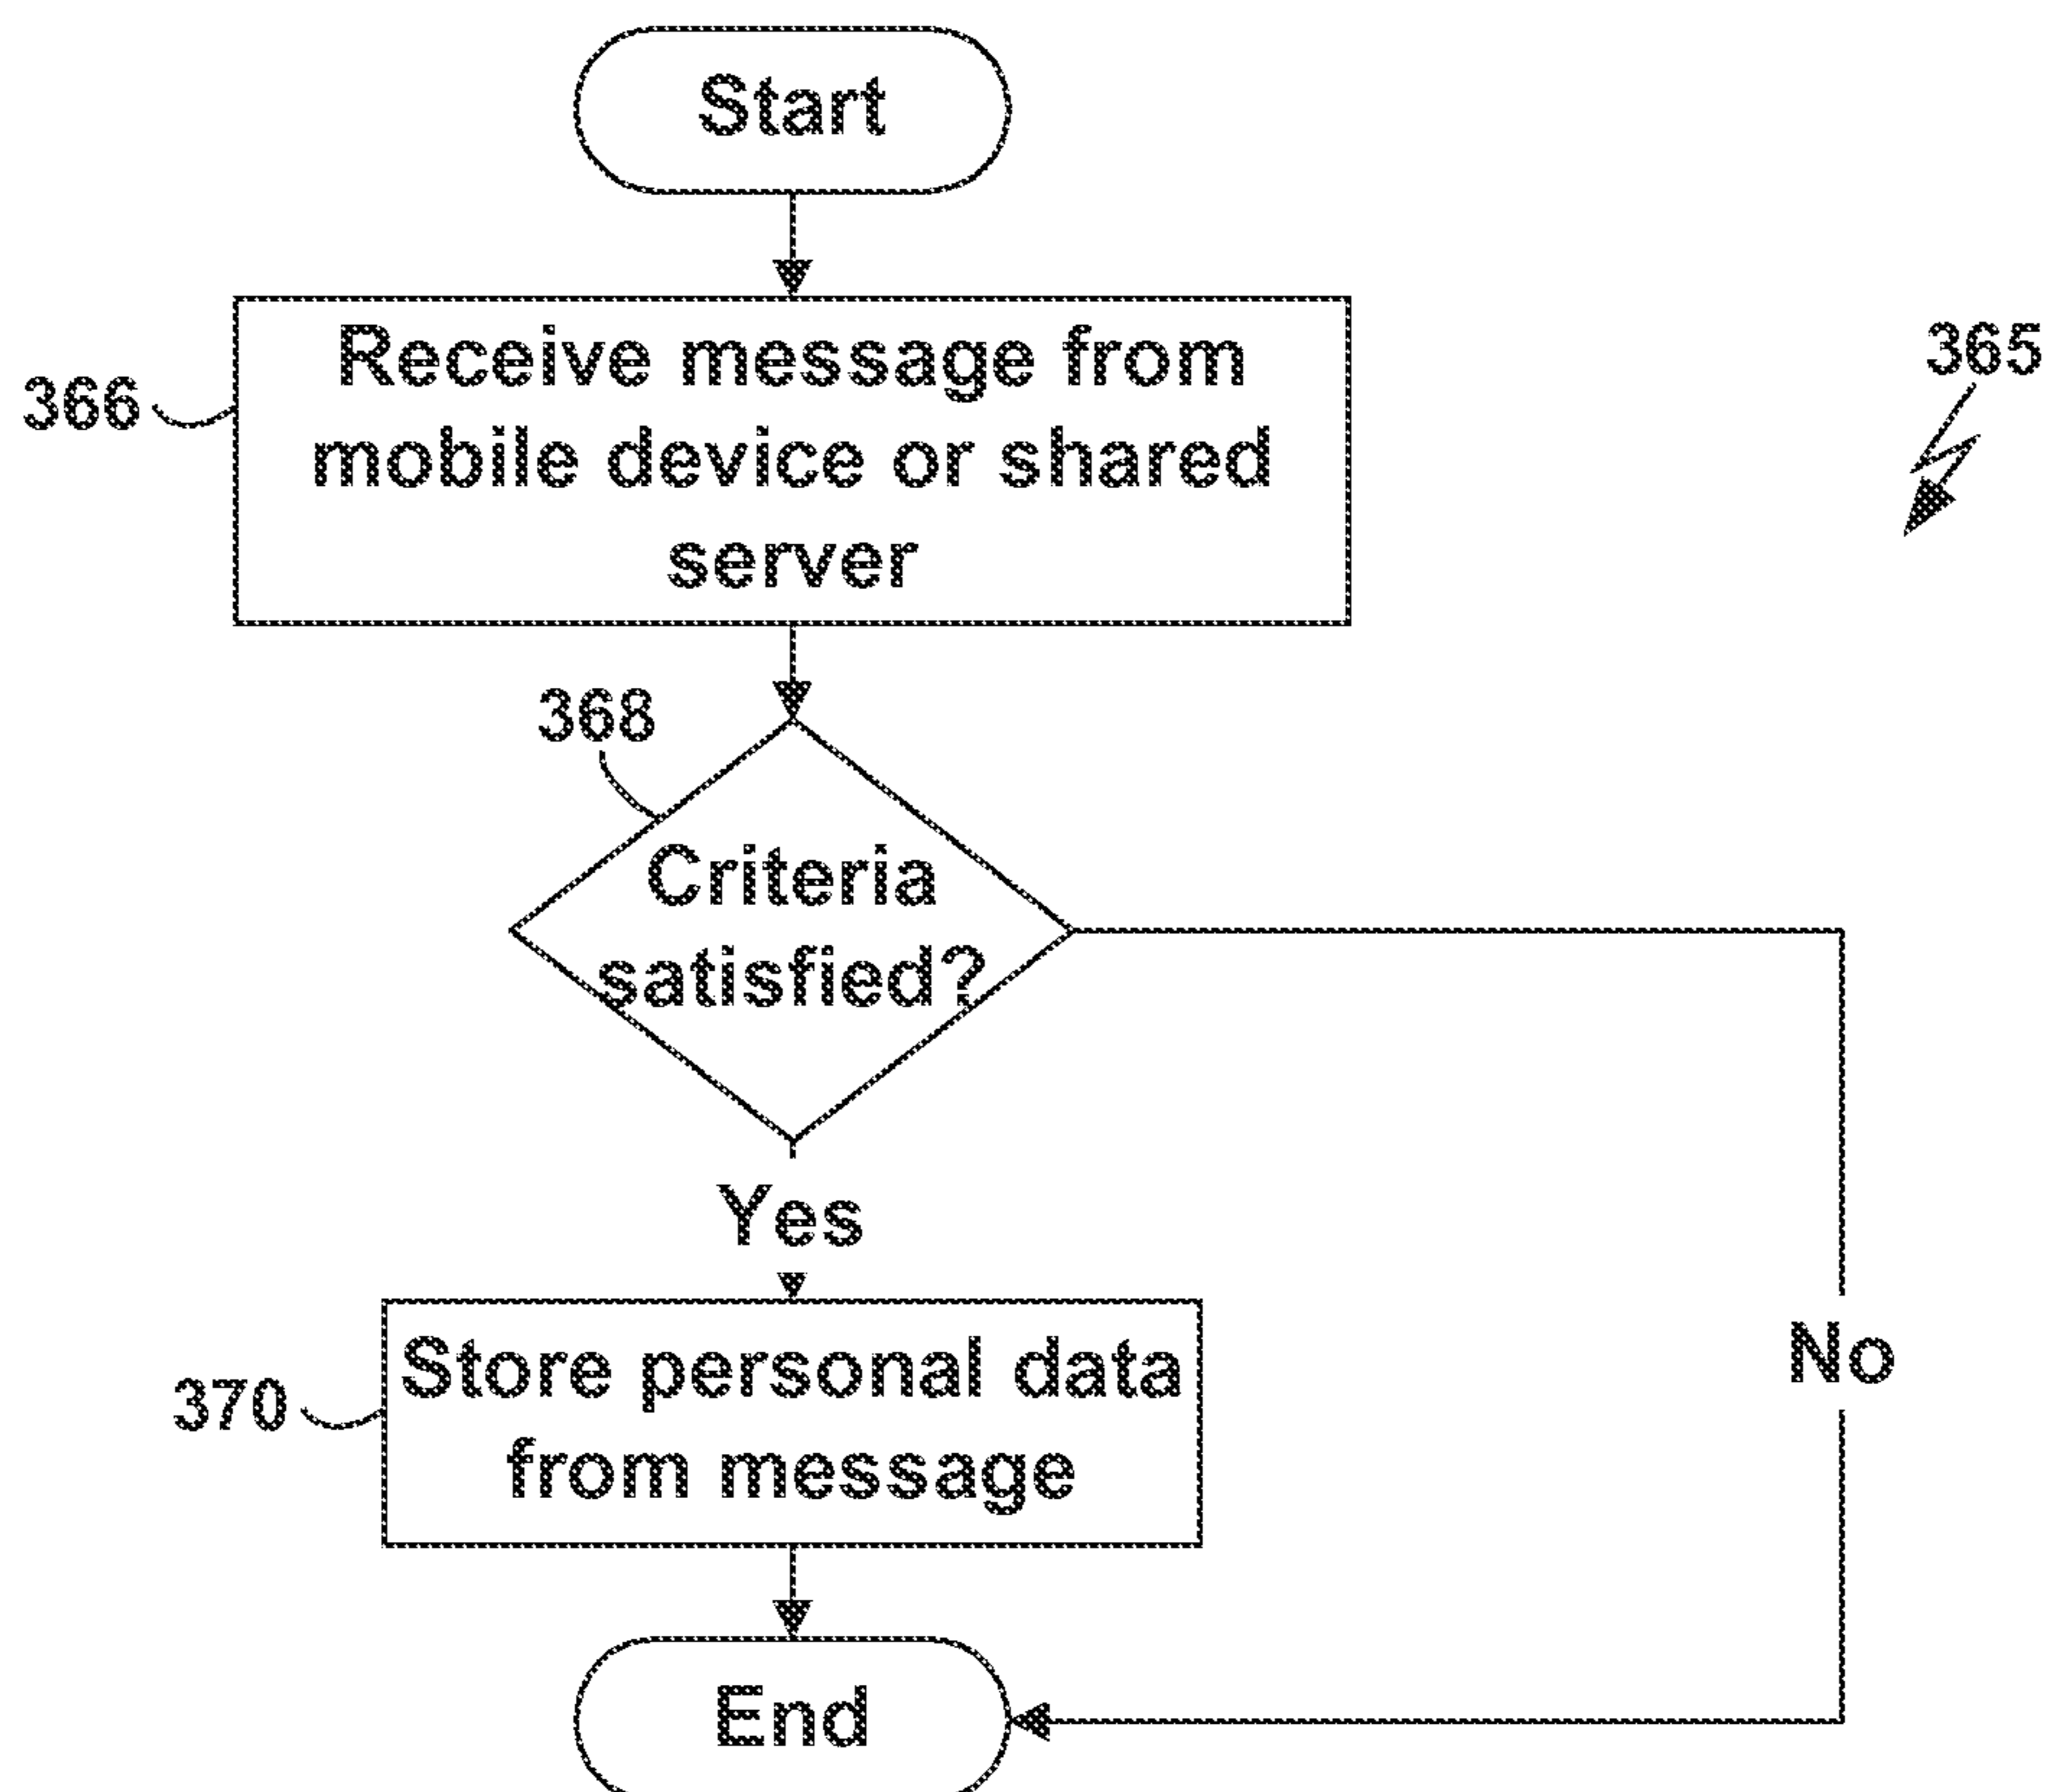 Start
Receive message from
mobile device or shared
server
366
365
368
Criteria
satisfied?
Yes
Store personal data
from message
370
No
End